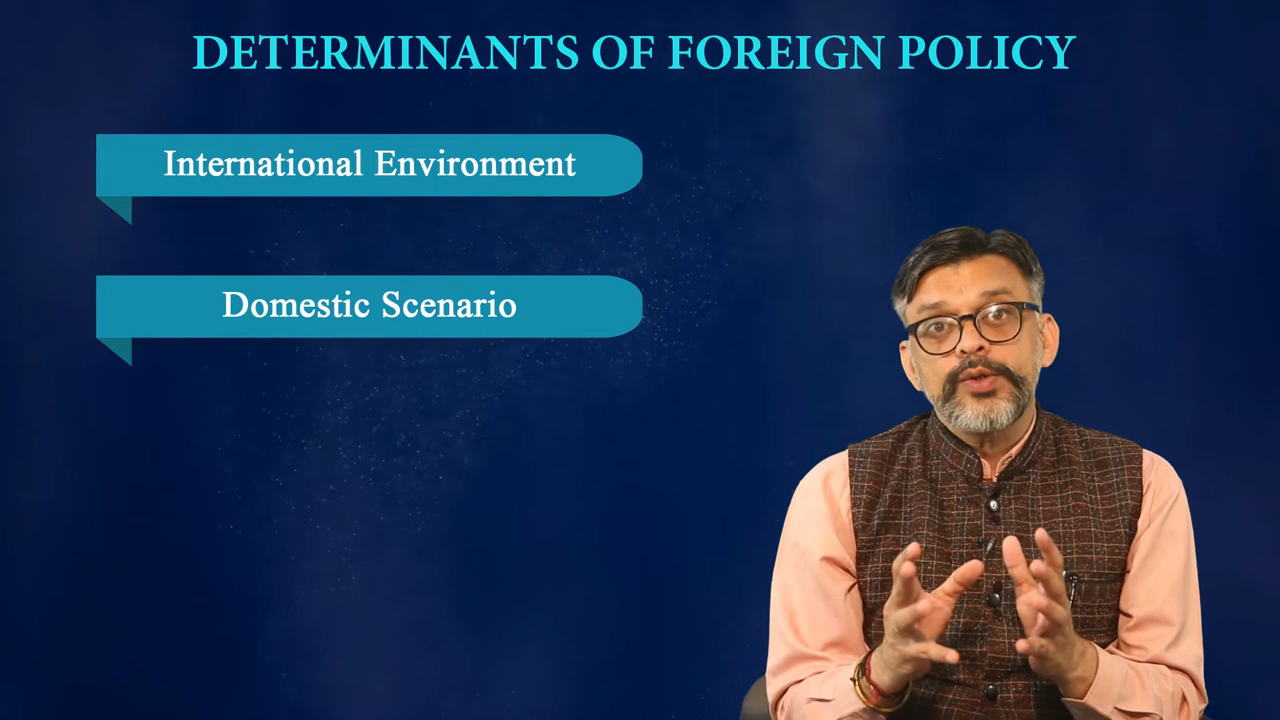 DETERMINANTS OF FOREIGN POLICY
International Environment
Domestic Scenario